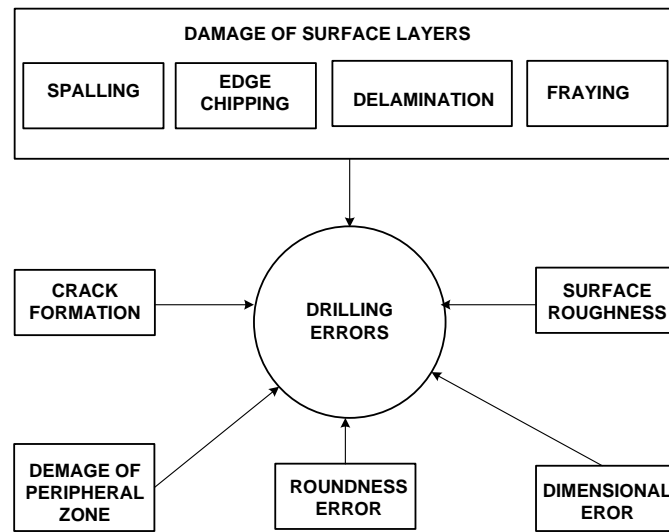 DAMAGE OF SURFACE LAYERS
SPALLING
EDGE
CHIPPING
DELAMINATION
FRAYING
CRACK
FORMATION
DRILLING
ERRORS
SURFACE
ROUGHNESS
DEMAGE OF
PERIPHERAL
ZONE
ROUNDNESS
ERROR
DIMENSIONAL
EROR